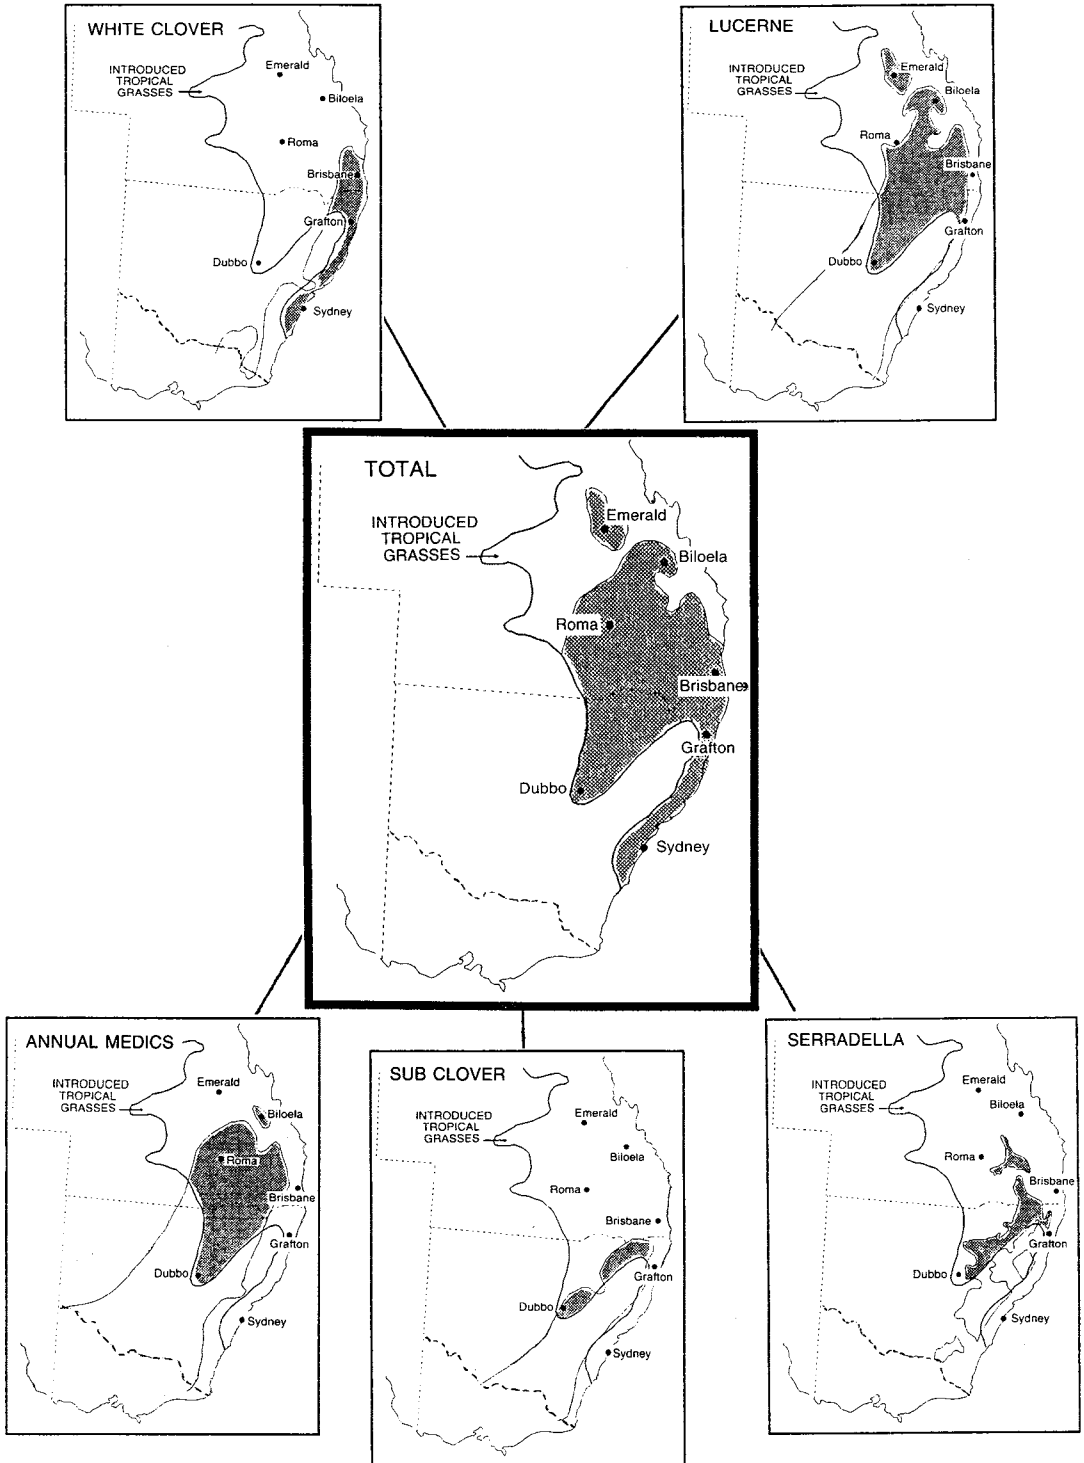 WHITE CLOVER
INTRODUCED
TROPICAL
GRASSES
Emerald
Biloela
Roma
Brisbane
Grafton
Dubbo
Sydney
LUCERNE
INTRODUCED
TROPICAL
GRASSES
Emerald
Biloela
Roma
Brisbane
Grafton
Dubbo
Sydney
TOTAL
INTRODUCED
TROPICAL
GRASSES
Emerald
Biloela
Roma
Brisbane
Grafton
Dubbo
Sydney
ANNUAL MEDICS
INTRODUCED
TROPICAL
GRASSES
Emerald
Biloela
Roma
Brisbane
Grafton
Dubbo
Sydney
SUB CLOVER
INTRODUCED
TROPICAL
GRASSES
Emerald
Biloela
Roma
Brisbane
Grafton
Dubbo
Sydney
SERRADELLA
INTRODUCED
TROPICAL
GRASSES
Emerald
Biloela
Roma
Brisbane
Grafton
Dubbo
Sydney